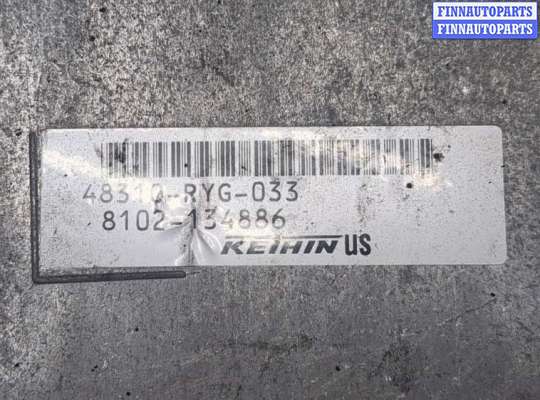 FINNAUTOPARTS
FINNAUTOPARTS
48310-RYG-033
8102-134886
KEIHIN US